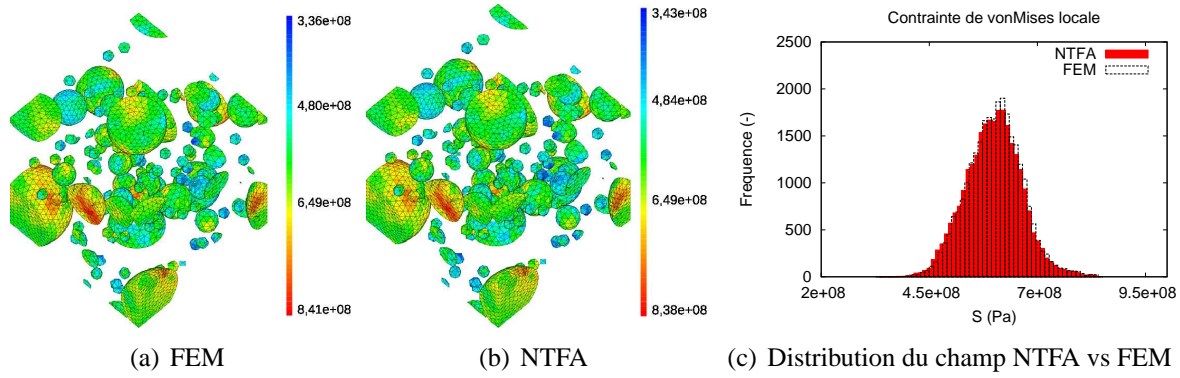 3,36e+08
4,80e+08
6,49e+08
8,41e+08
(a) FEM
3,43e+08
4,84e+08
6,49e+08
8,38e+08
(b) NTFA
Contrainte de vonMises locale
NTFA
FEM
Frequence (-)
2500
2000
1500
1000
500
0
2e+08 4.5e+08 7e+08 9.5e+08
S (Pa)
(c) Distribution du champ NTFA vs FEM